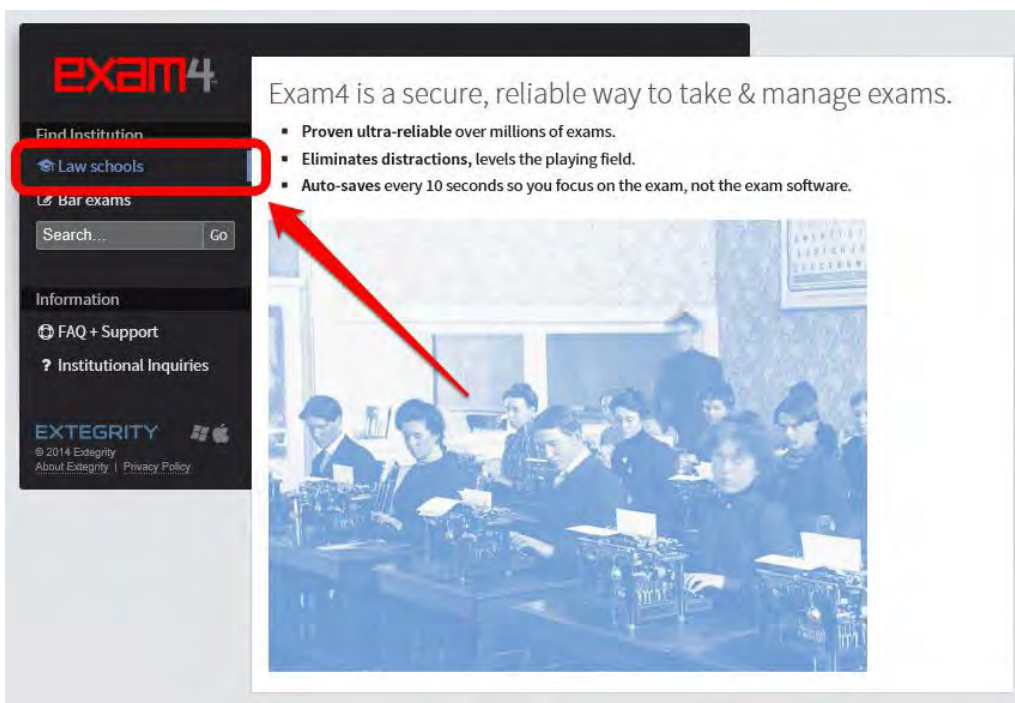 exam4
Find Institution
Law schools
Bar exams
Search... Go
Information
FAQ + Support
? Institutional Inquiries
EXTEGRITY
© 2014 Extegrity
About Extegrity | Privacy Policy
Exam4 is a secure, reliable way to take & manage exams.
▪ Proven ultra-reliable over millions of exams.
▪ Eliminates distractions, levels the playing field.
▪ Auto-saves every 10 seconds so you focus on the exam, not the exam software.